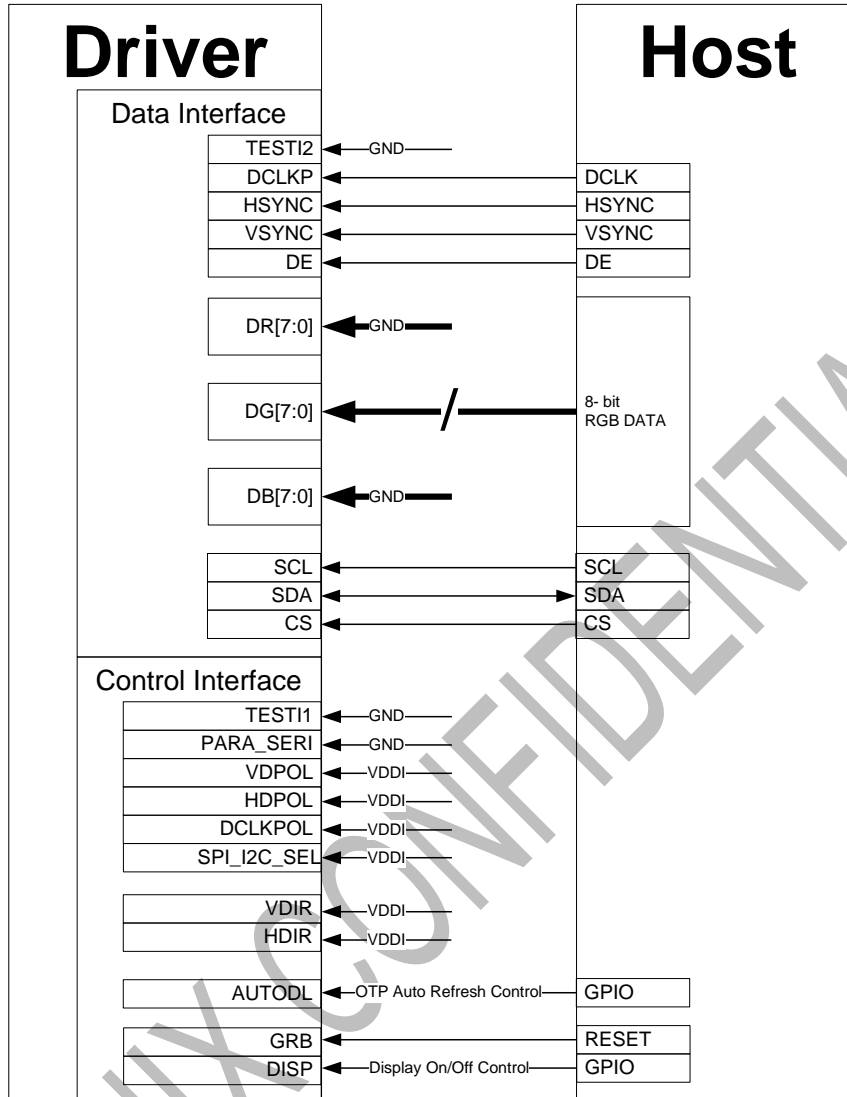 Driver
Host
Data Interface
TESTI2 GND
DCLKP DCLK
HSYNC HSYNC
VSYNC VSYNC
DE DE
DR[7:0] GND
DG[7:0] / 8- bit
RGB DATA
DB[7:0] GND
SCL SCL
SDA SDA
CS CS
Control Interface
TESTI1 GND
PARA_SERI GND
VDPOL VDDI
HDPOL VDDI
DCLKPOL VDDI
SPI_I2C_SEL VDDI
VDIR VDDI
HDIR VDDI
AUTODL OTP Auto Refresh Control GPIO
GRB RESET
DISP Display On/Off Control GPIO
CONFIDENTIA